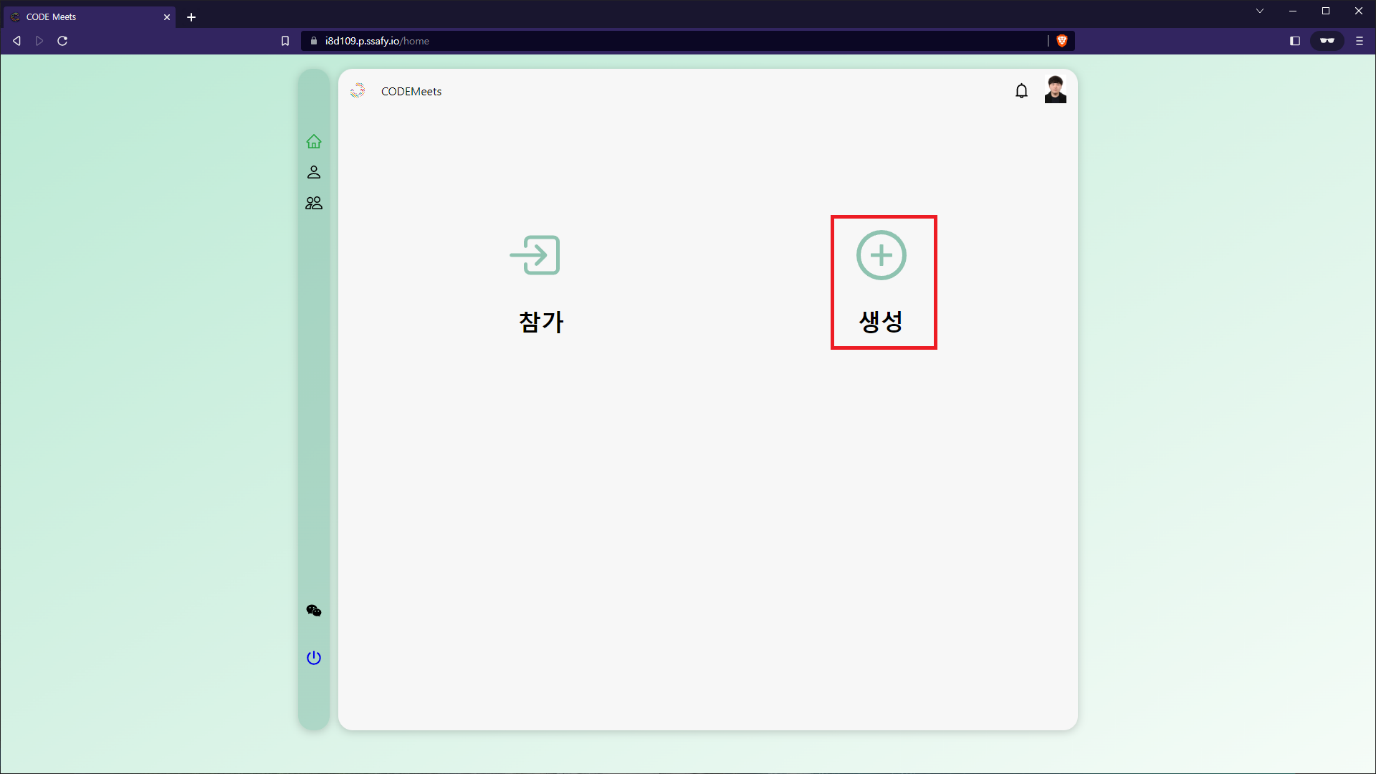 CODE Meets
i8d109.p.ssafy.io/home
CODEMeets
참가
생성